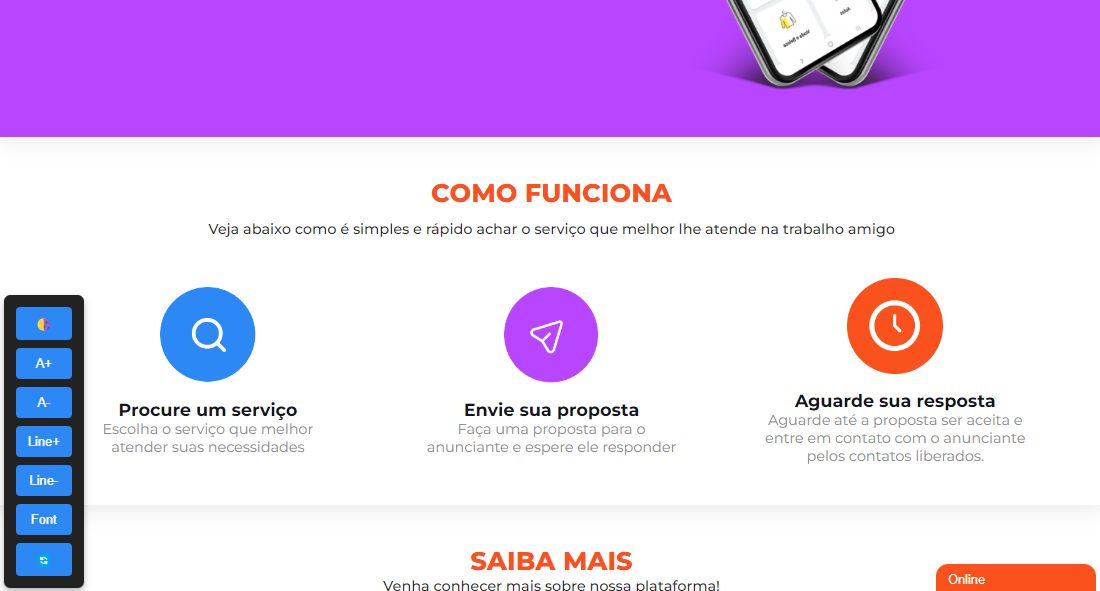 COMO FUNCIONA
Veja abaixo como é simples e rápido achar o serviço que melhor lhe atende na trabalho amigo
Procure um serviço
Escolha o serviço que melhor
atender suas necessidades
Envie sua proposta
Faça uma proposta para o
anunciante e espere ele responder
Aguarde sua resposta
Aguarde até a proposta ser aceita e
entre em contato com o anunciante
pelos contatos liberados.
A+
A-
Line+
Line-
Font
SAIBA MAIS
Venha conhecer mais sobre nossa plataforma!
Online